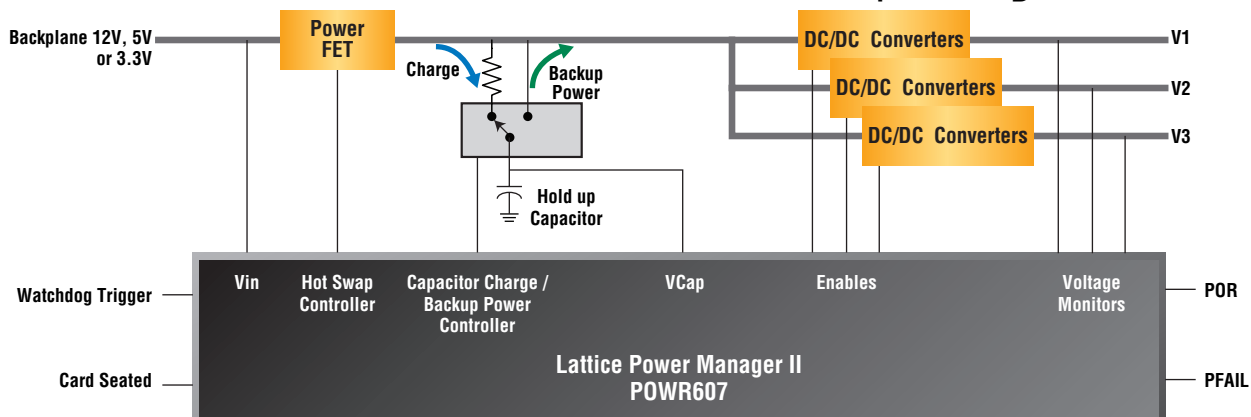 Backplane 12V, 5V
or 3.3V
Power
FET
Charge
Backup
Power
DC/DC Converters
V1
DC/DC Converters
V2
DC/DC Converters
V3
Hold up
Capacitor
Vin
Hot Swap
Controller
Capacitor Charge /
Backup Power
Controller
VCap
Enables
Voltage
Monitors
Watchdog Trigger
POR
Card Seated
PFAIL
Lattice Power Manager II
POWR607